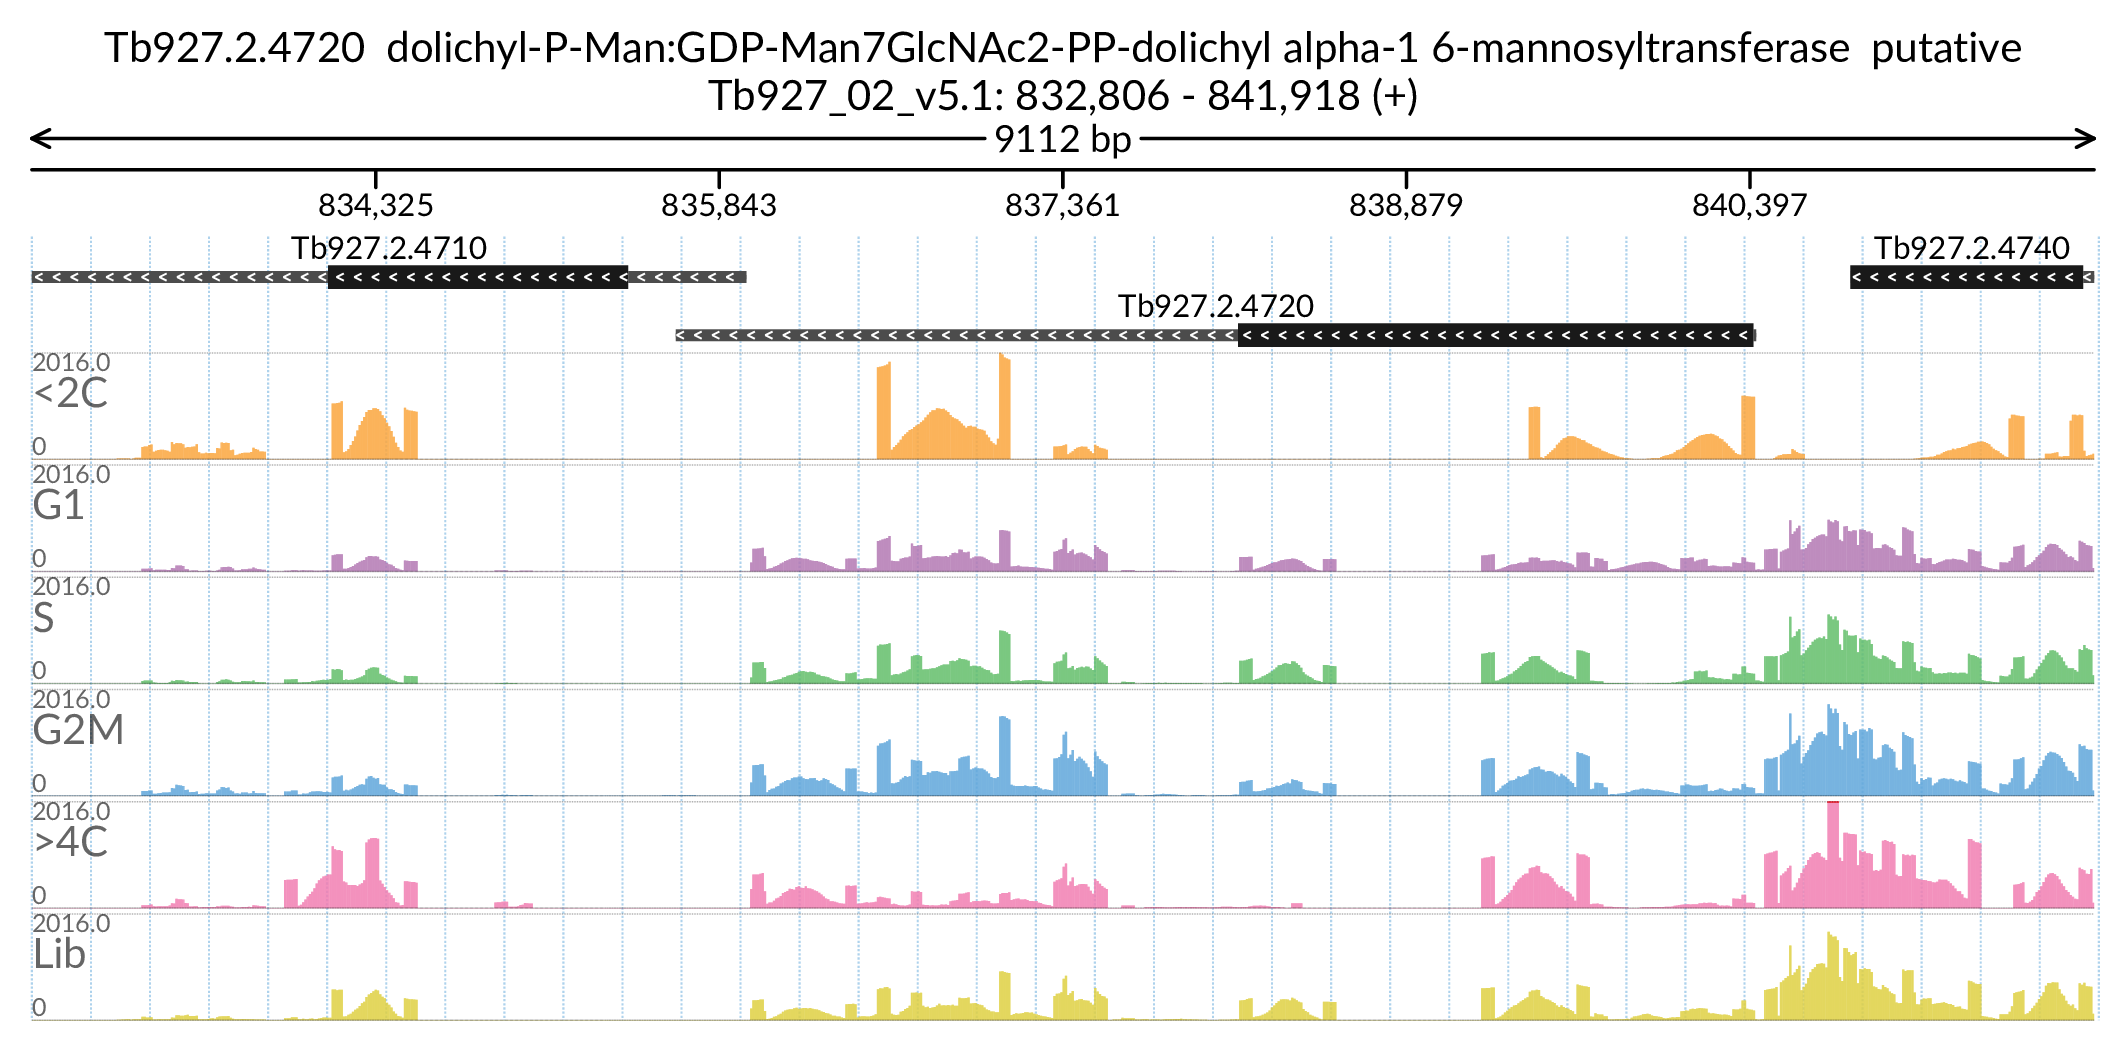 Tb927.2.4720  dolichyl-P-Man:GDP-Man7GlcNAc2-PP-dolichyl alpha-1 6-mannosyltransferase  putative
Tb927_02_v5.1: 832,806 - 841,918 (+)
9112 bp
834,325 835,843 837,361 838,879 840,397
Tb927.2.4710 Tb927.2.4740
Tb927.2.4720
2016.0
<2C
0
2016.0
G1
0
2016.0
S
0
2016.0
G2M
0
2016.0
>4C
0
2016.0
Lib
0